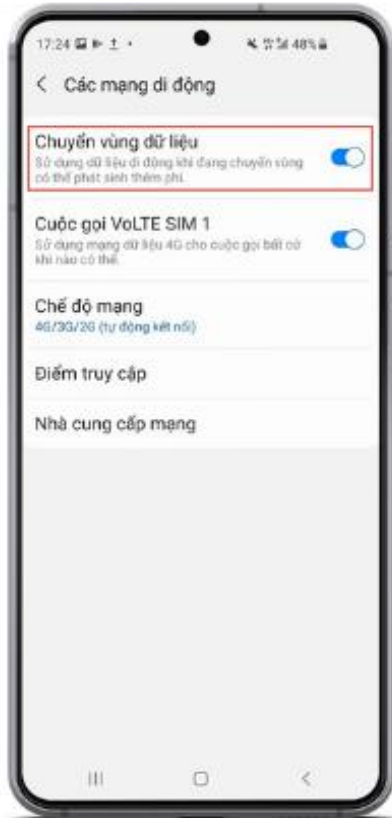 17:24
48%
Các mạng di động
Chuyển vùng dữ liệu
Sử dụng dữ liệu di động khi đang chuyển vùng
có thể phát sinh thêm phí.
Cuộc gọi VoLTE SIM 1
Sử dụng mạng dữ liệu 4G cho cuộc gọi bất cứ
khi nào có thể.
Chế độ mạng
4G/3G/2G (tự động kết nối)
Điểm truy cập
Nhà cung cấp mạng